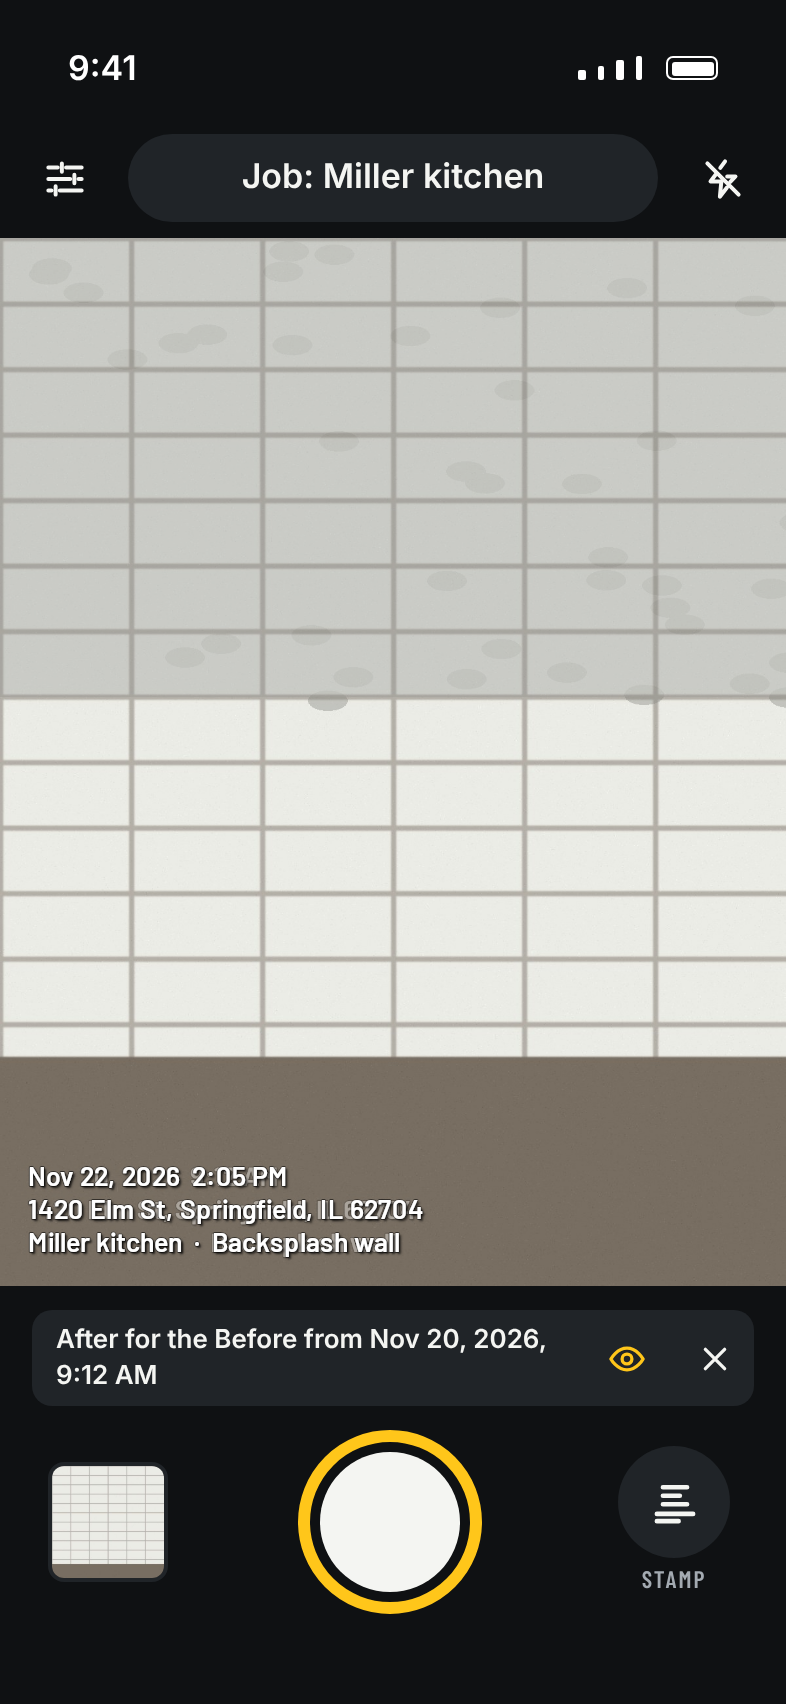 9:41
Job: Miller kitchen
Nov 22, 2026 2:05 PM
1420 Elm St, Springfield, IL 62704
Miller kitchen · Backsplash wall
After for the Before from Nov 20, 2026,
9:12 AM
STAMP